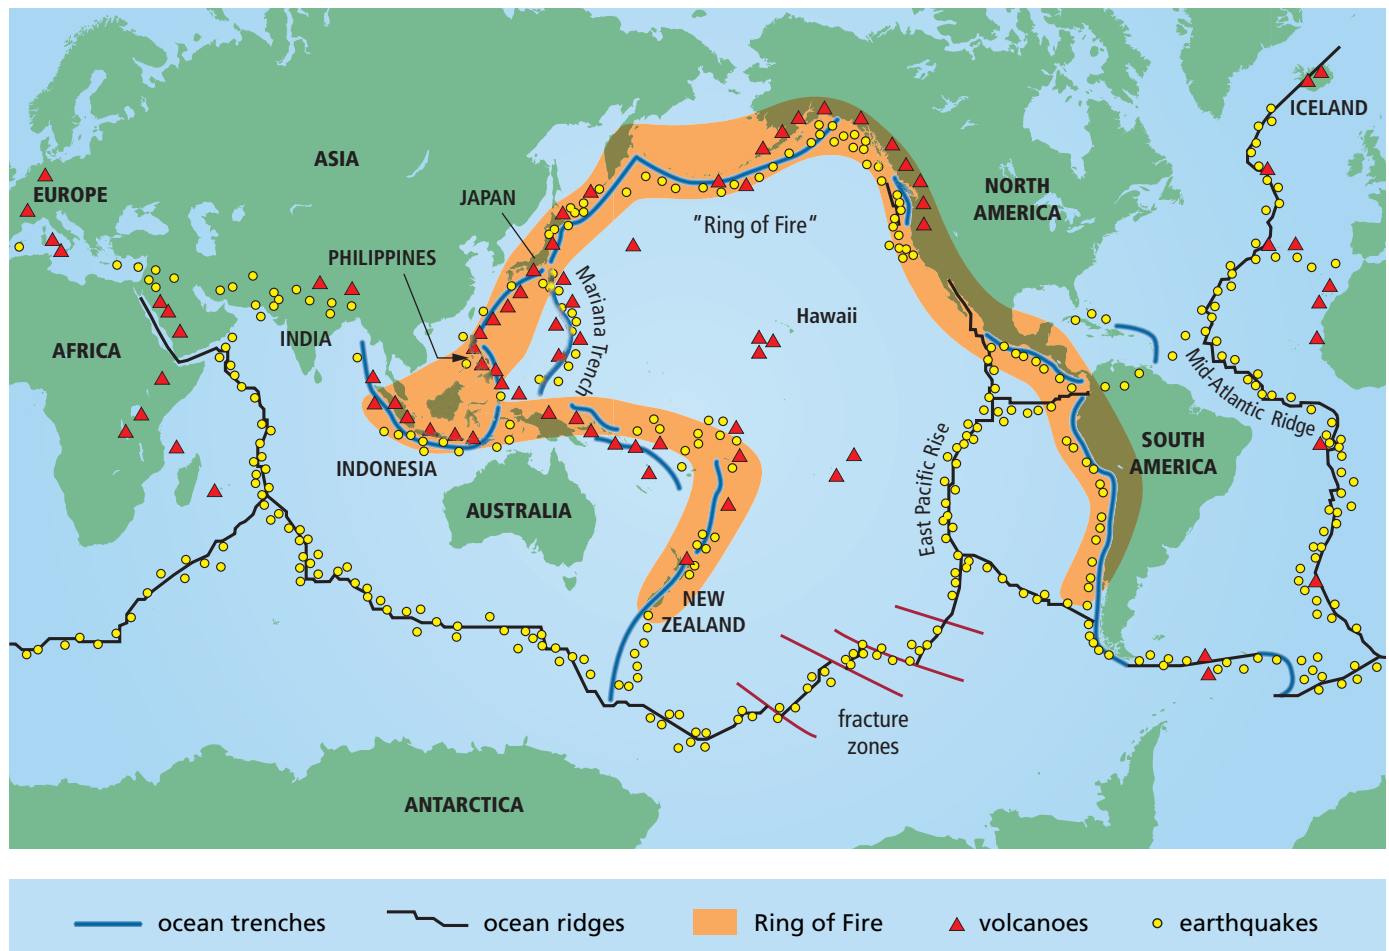 ICELAND
ASIA
EUROPE
JAPAN
NORTH
AMERICA
"Ring of Fire"
PHILIPPINES
Mariana Trench
Hawaii
INDIA
AFRICA
Mid-Atlantic Ridge
East Pacific Rise
SOUTH
AMERICA
INDONESIA
AUSTRALIA
NEW
ZEALAND
fracture
zones
ANTARCTICA
ocean trenches
ocean ridges
Ring of Fire
volcanoes
earthquakes